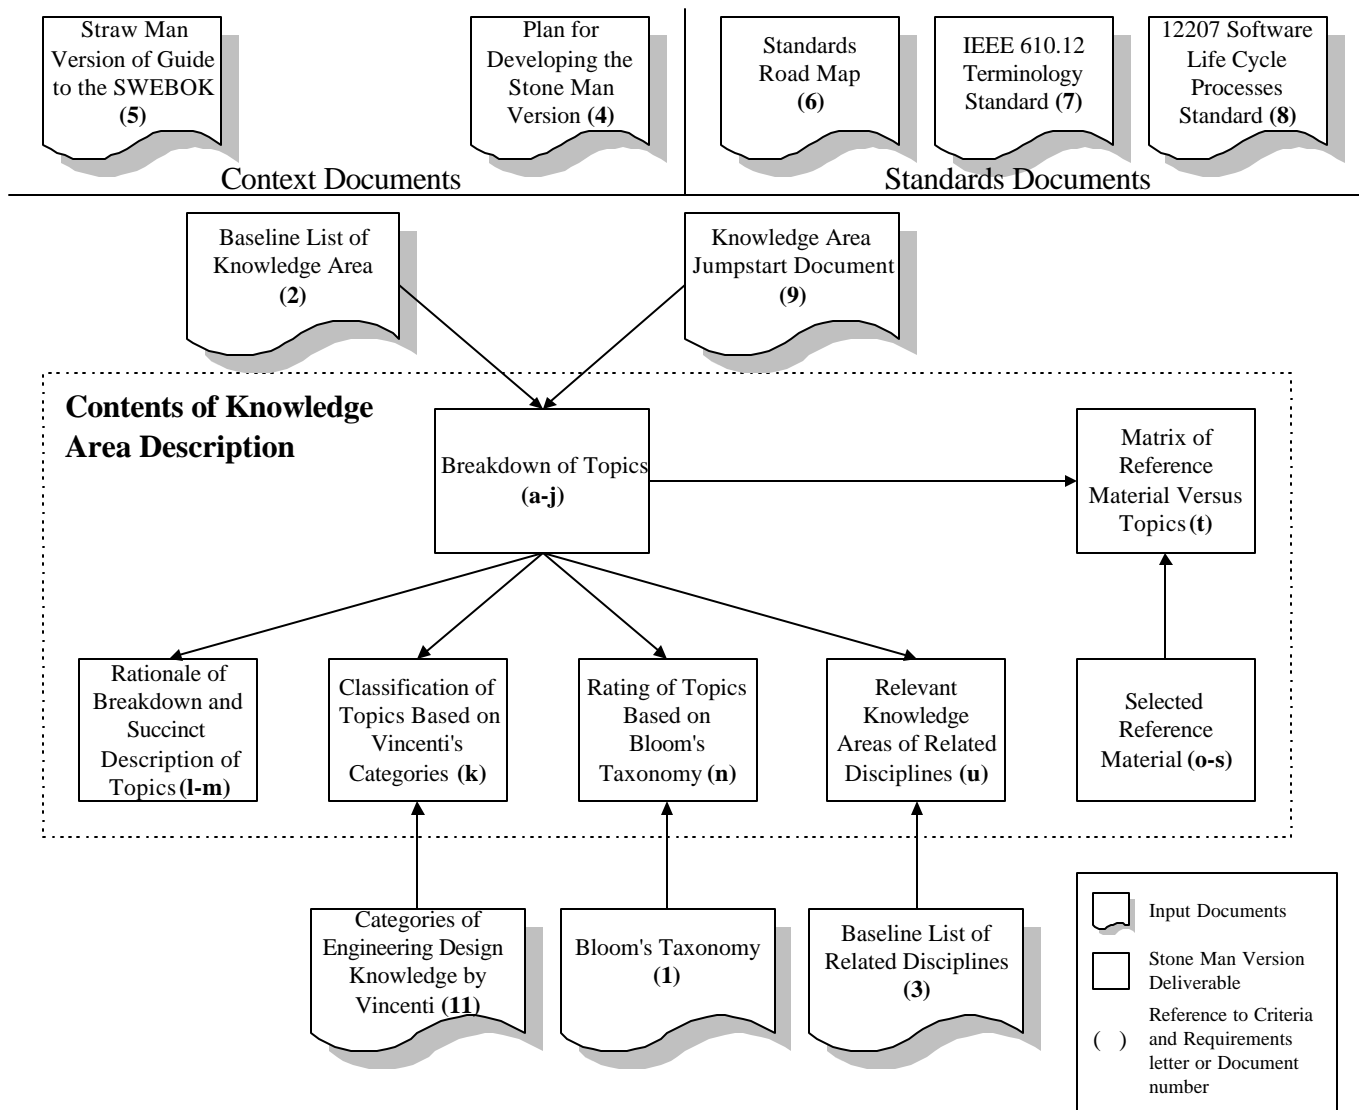 Straw Man
Version of Guide
to the SWEBOK
(5)
Plan for
Developing the
Stone Man
Version (4)
Standards
Road Map
(6)
IEEE 610.12
Terminology
Standard (7)
12207 Software
Life Cycle
Processes
Standard (8)
Context Documents
Standards Documents
Baseline List of
Knowledge Area
(2)
Knowledge Area
Jumpstart Document
(9)
Contents of Knowledge
Area Description
Breakdown of Topics
(a-j)
Matrix of
Reference
Material Versus
Topics (t)
Rationale of
Breakdown and
Succinct
Description of
Topics (l-m)
Classification of
Topics Based on
Vincenti's
Categories (k)
Rating of Topics
Based on
Bloom's
Taxonomy (n)
Relevant
Knowledge
Areas of Related
Disciplines (u)
Selected
Reference
Material (o-s)
Categories of
Engineering Design
Knowledge by
Vincenti (11)
Bloom's Taxonomy
(1)
Baseline List of
Related Disciplines
(3)
Input Documents
Stone Man Version
Deliverable
( )
Reference to Criteria
and Requirements
letter or Document
number